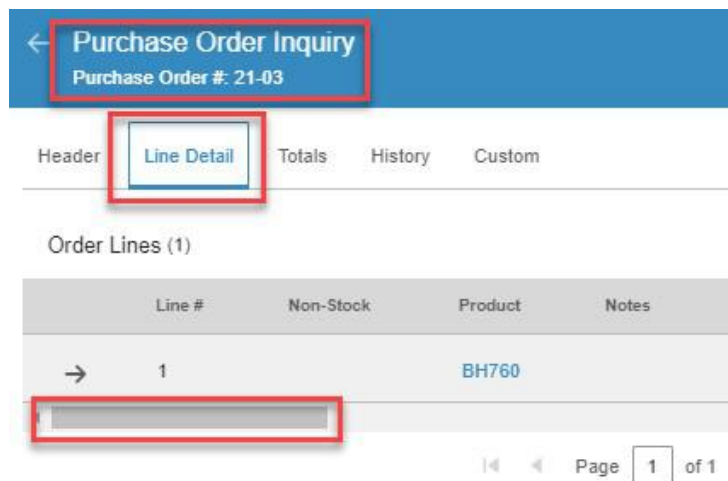 Purchase Order Inquiry
Purchase Order #: 21-03
Header Line Detail Totals History Custom
Order Lines (1)
Line # Non-Stock Product Notes
1 BH760
Page 1 of 1